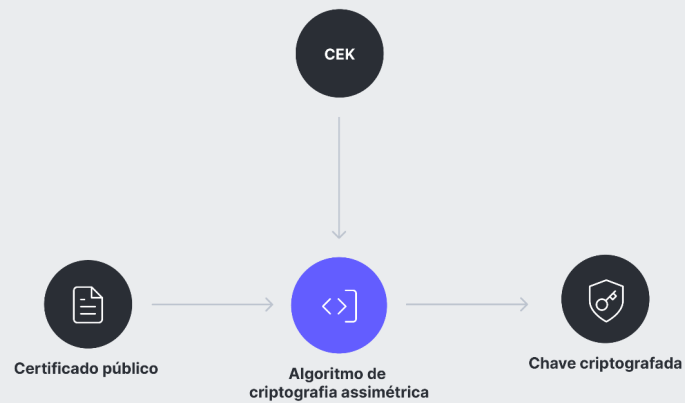 CEK
Certificado público
Algoritmo de
criptografia assimétrica
Chave criptografada